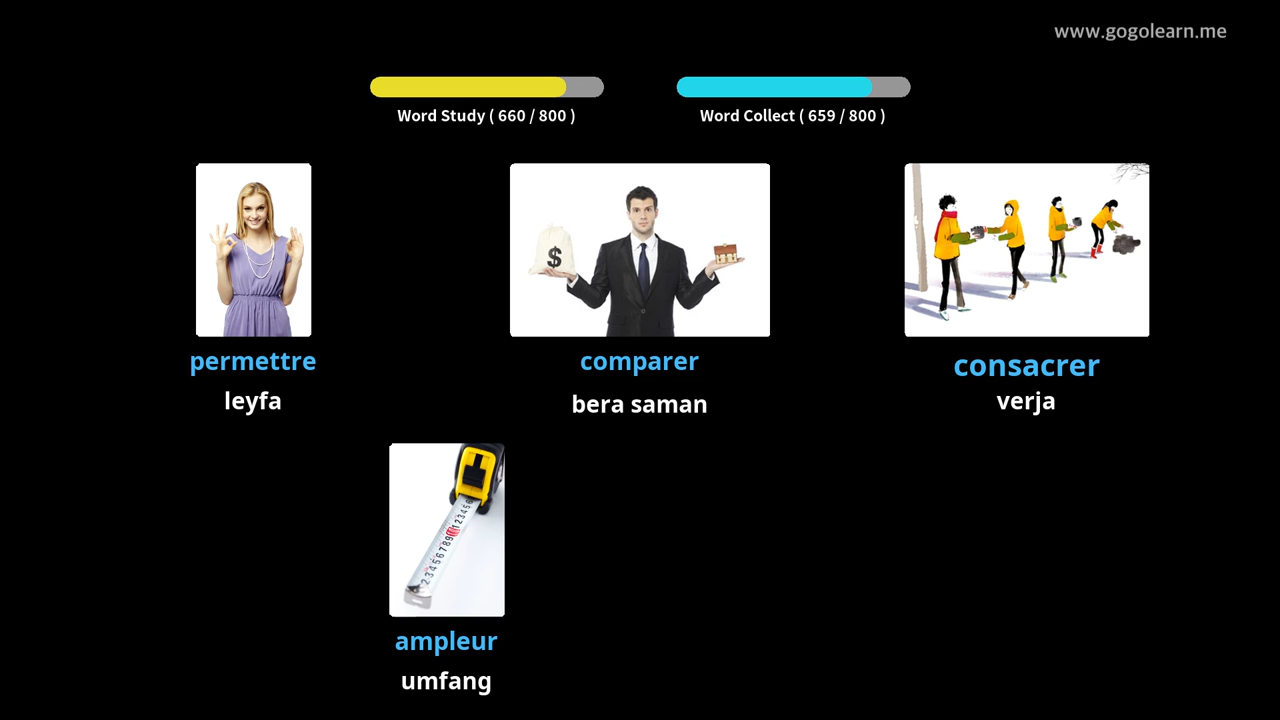 www.gogolearn.me
Word Study ( 660 / 800 )
Word Collect ( 659 / 800 )
permettre
leyfa
comparer
bera saman
consacrer
verja
$
ampleur
umfang